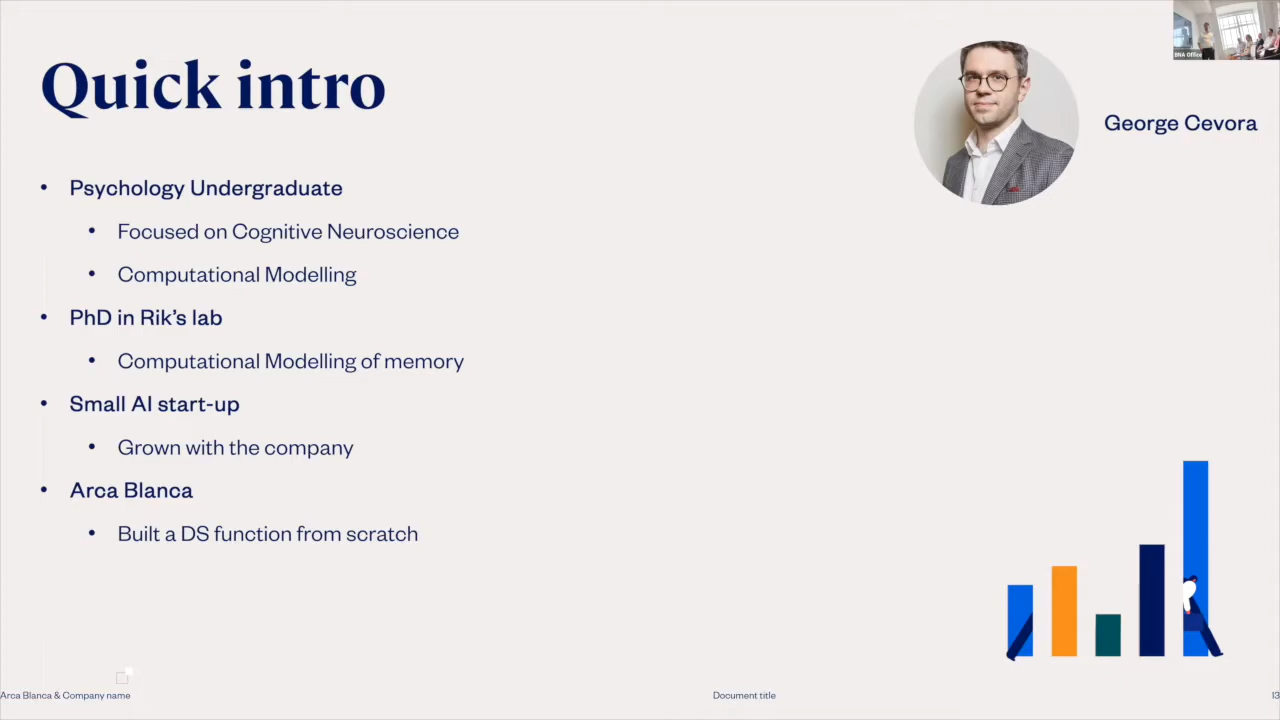 Quick intro
BNA Office
George Cevora
• Psychology Undergraduate
• Focused on Cognitive Neuroscience
• Computational Modelling
• PhD in Rik's lab
• Computational Modelling of memory
• Small AI start-up
• Grown with the company
• Arca Blanca
• Built a DS function from scratch
Arca Blanca & Company name
Document title
13